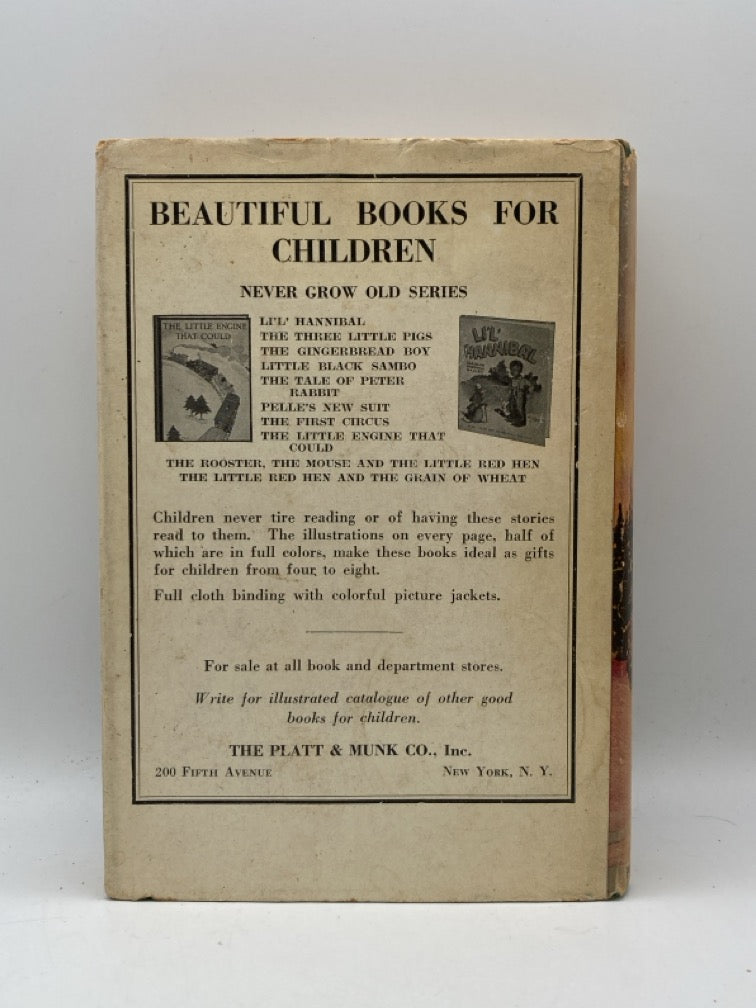 BEAUTIFUL BOOKS FOR
CHILDREN
NEVER GROW OLD SERIES
THE LITTLE ENGINE
THAT COULD
LI'L' HANNIBAL
THE THREE LITTLE PIGS
THE GINGERBREAD BOY
LITTLE BLACK SAMBO
THE TALE OF PETER
RABBIT
PELLE'S NEW SUIT
THE FIRST CIRCUS
THE LITTLE ENGINE THAT
COULD
LI'L'
HANNIBAL
THE ROOSTER, THE MOUSE AND THE LITTLE RED HEN
THE LITTLE RED HEN AND THE GRAIN OF WHEAT
Children never tire reading or of having these stories
read to them. The illustrations on every page, half of
which are in full colors, make these books ideal as gifts
for children from four to eight.
Full cloth binding with colorful picture jackets.
For sale at all book and department stores.
Write for illustrated catalogue of other good
books for children.
THE PLATT & MUNK CO., Inc.
200 FIFTH AVENUE NEW YORK, N. Y.